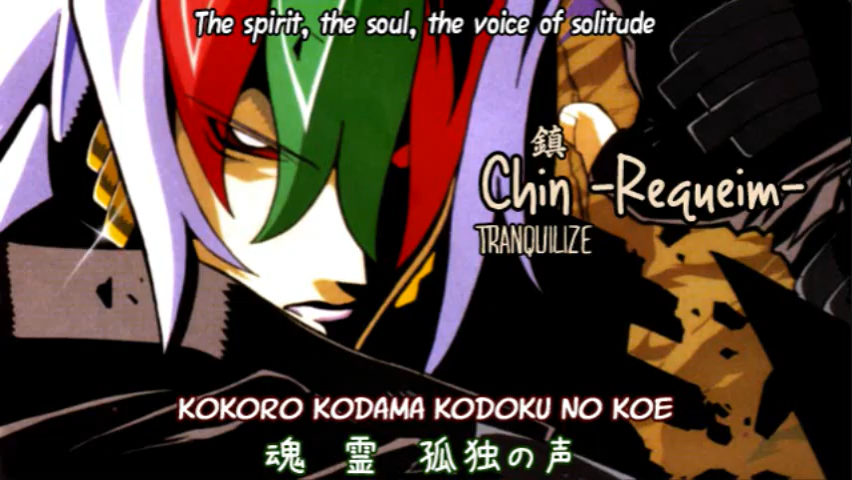 The spirit, the soul, the voice of solitude
鎮
Chin -Requeim-
TRANQUILIZE
KOKORO KODAMA KODOKU NO KOE
魂 霊 孤独の声